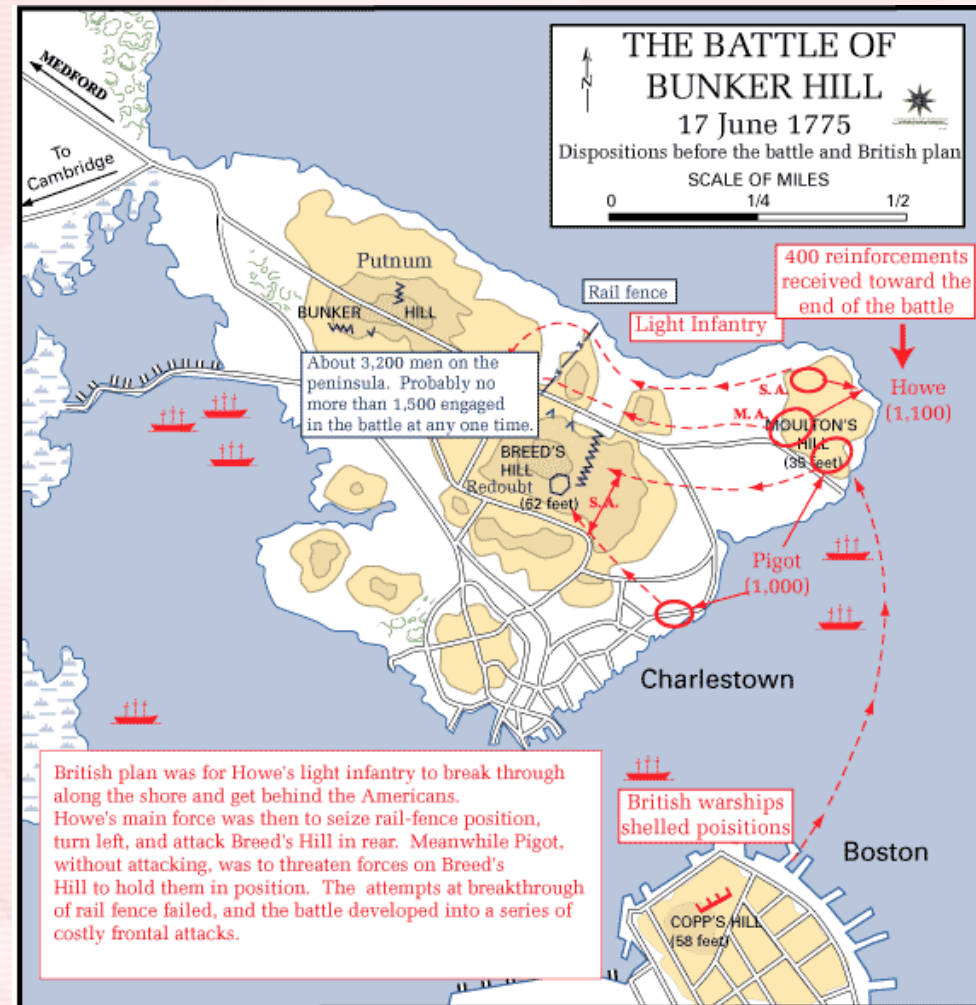 THE BATTLE OF
BUNKER HILL
17 June 1775
Dispositions before the battle and British plan
SCALE OF MILES
0 1/4 1/2
N
MEDFORD
To
Cambridge
Putnum
BUNKER HILL
Rail fence
Light Infantry
400 reinforcements
received toward the
end of the battle
Howe
(1,100)
S.A.
M.A.
MOULTON'S
HILL
(35 feet)
About 3,200 men on the
peninsula. Probably no
more than 1,500 engaged
in the battle at any one time.
BREED'S
HILL
Redoubt
(62 feet)
S.A.
Pigot
(1,000)
Charlestown
British plan was for Howe's light infantry to break through
along the shore and get behind the Americans.
Howe's main force was then to seize rail-fence position,
turn left, and attack Breed's Hill in rear. Meanwhile Pigot,
without attacking, was to threaten forces on Breed's
Hill to hold them in position. The attempts at breakthrough
of rail fence failed, and the battle developed into a series of
costly frontal attacks.
British warships
shelled poisitions
Boston
COPP'S HILL
(58 feet)